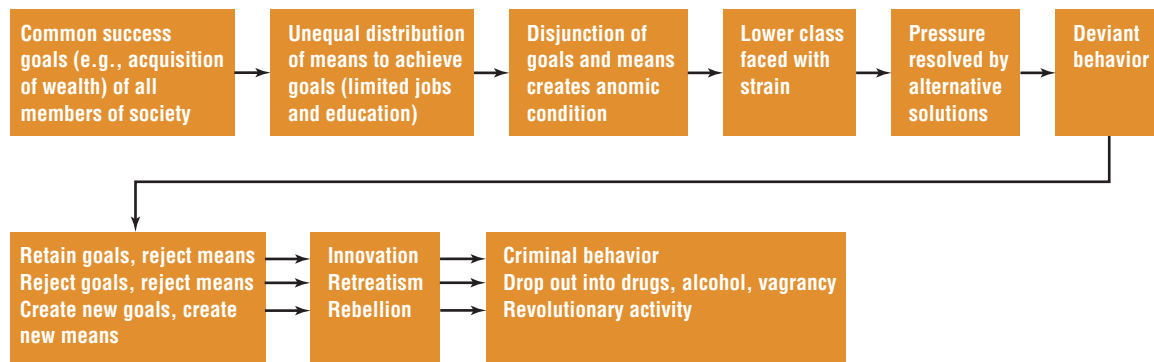 Common success
goals (e.g., acquisition
of wealth) of all
members of society
Unequal distribution
of means to achieve
goals (limited jobs
and education)
Disjunction of
goals and means
creates anomic
condition
Lower class
faced with
strain
Pressure
resolved by
alternative
solutions
Deviant
behavior
Retain goals, reject means
Reject goals, reject means
Create new goals, create
new means
Innovation
Retreatism
Rebellion
Criminal behavior
Drop out into drugs, alcohol, vagrancy
Revolutionary activity